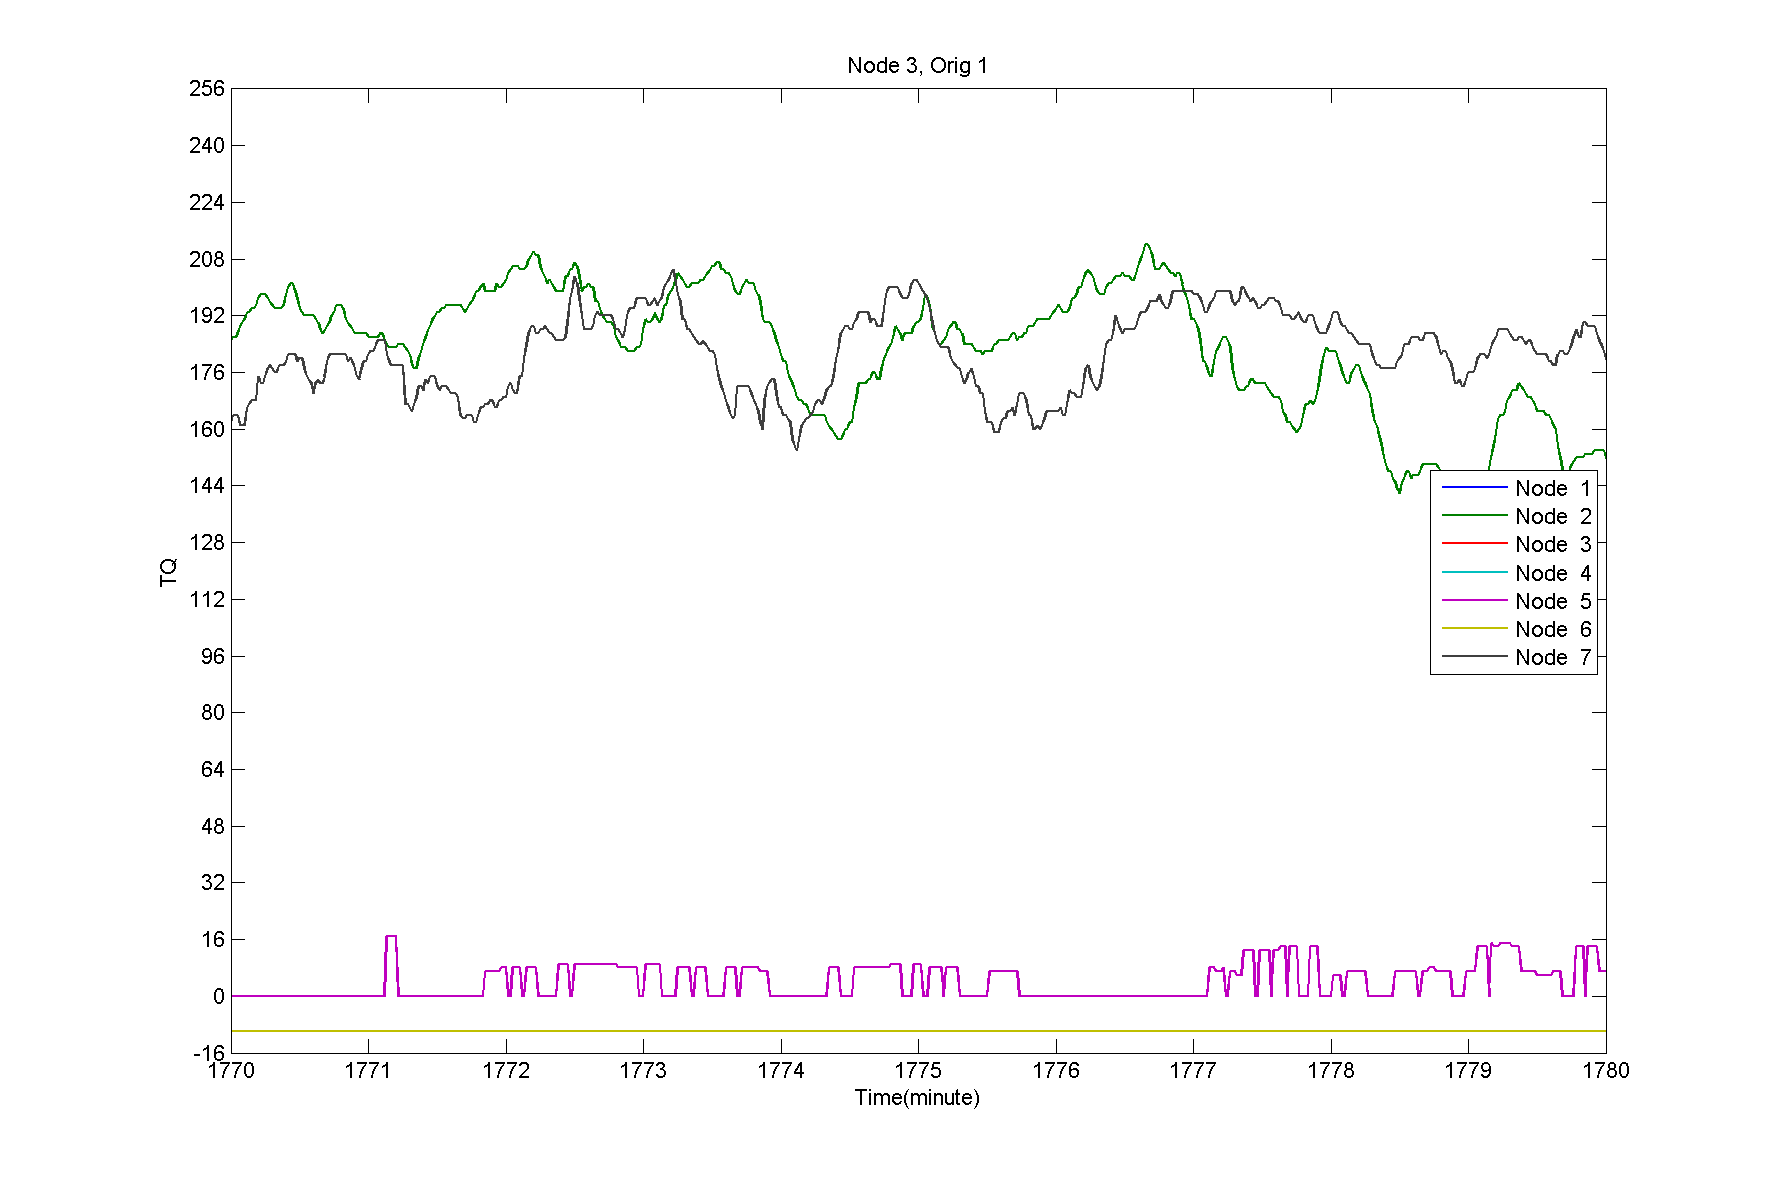 Node 3, Orig 1
256
240
224
208
192
176
160
144
128
112
96
80
64
48
32
16
0
-16
TQ
Node 1
Node 2
Node 3
Node 4
Node 5
Node 6
Node 7
1770 1771 1772 1773 1774 1775 1776 1777 1778 1779 1780
Time(minute)